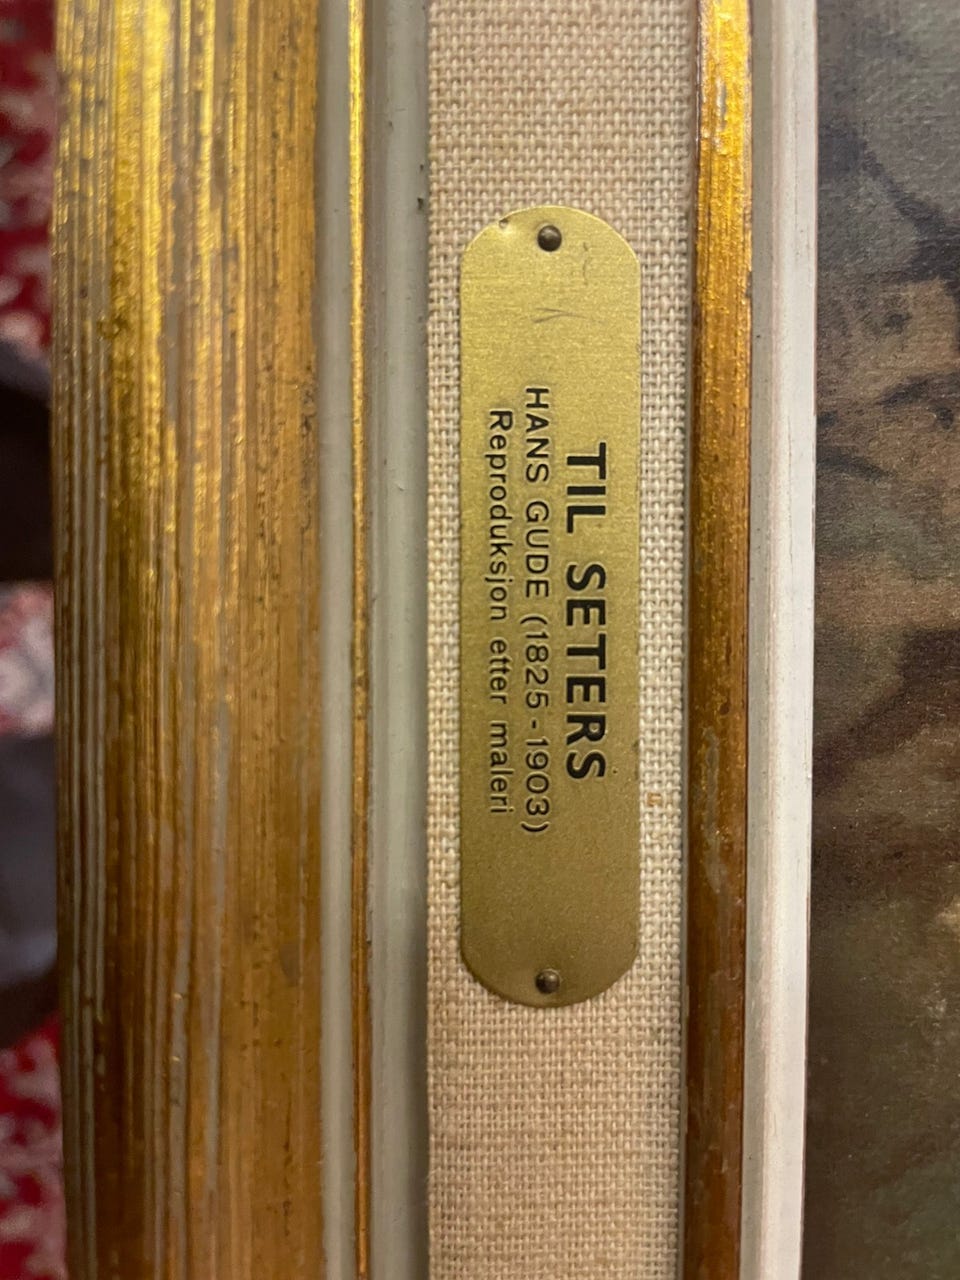 TIL SETERS
HANS GUDE (1825-1903)
Reproduksjon etter maleri